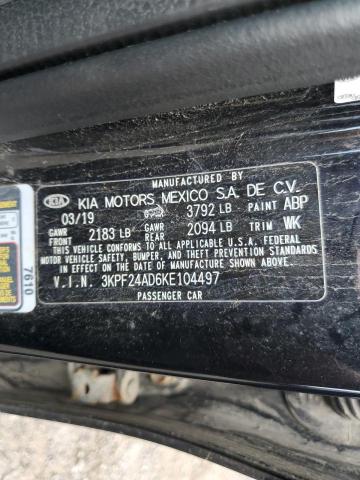 KIA KIA MOTORS MEXICO S.A. DE C.V.
03/19 GVWR 3792 LB PAINT ABP
GAWR FRONT 2183 LB GAWR REAR 2094 LB TRIM WK
THIS VEHICLE CONFORMS TO ALL APPLICABLE U.S.A. FEDERAL
MOTOR VEHICLE SAFETY, BUMPER, AND THEFT PREVENTION STANDARDS
IN EFFECT ON THE DATE OF MANUFACTURE SHOWN ABOVE.
V.I.N. 3KPF24AD6KE104497
PASSENGER CAR
7610